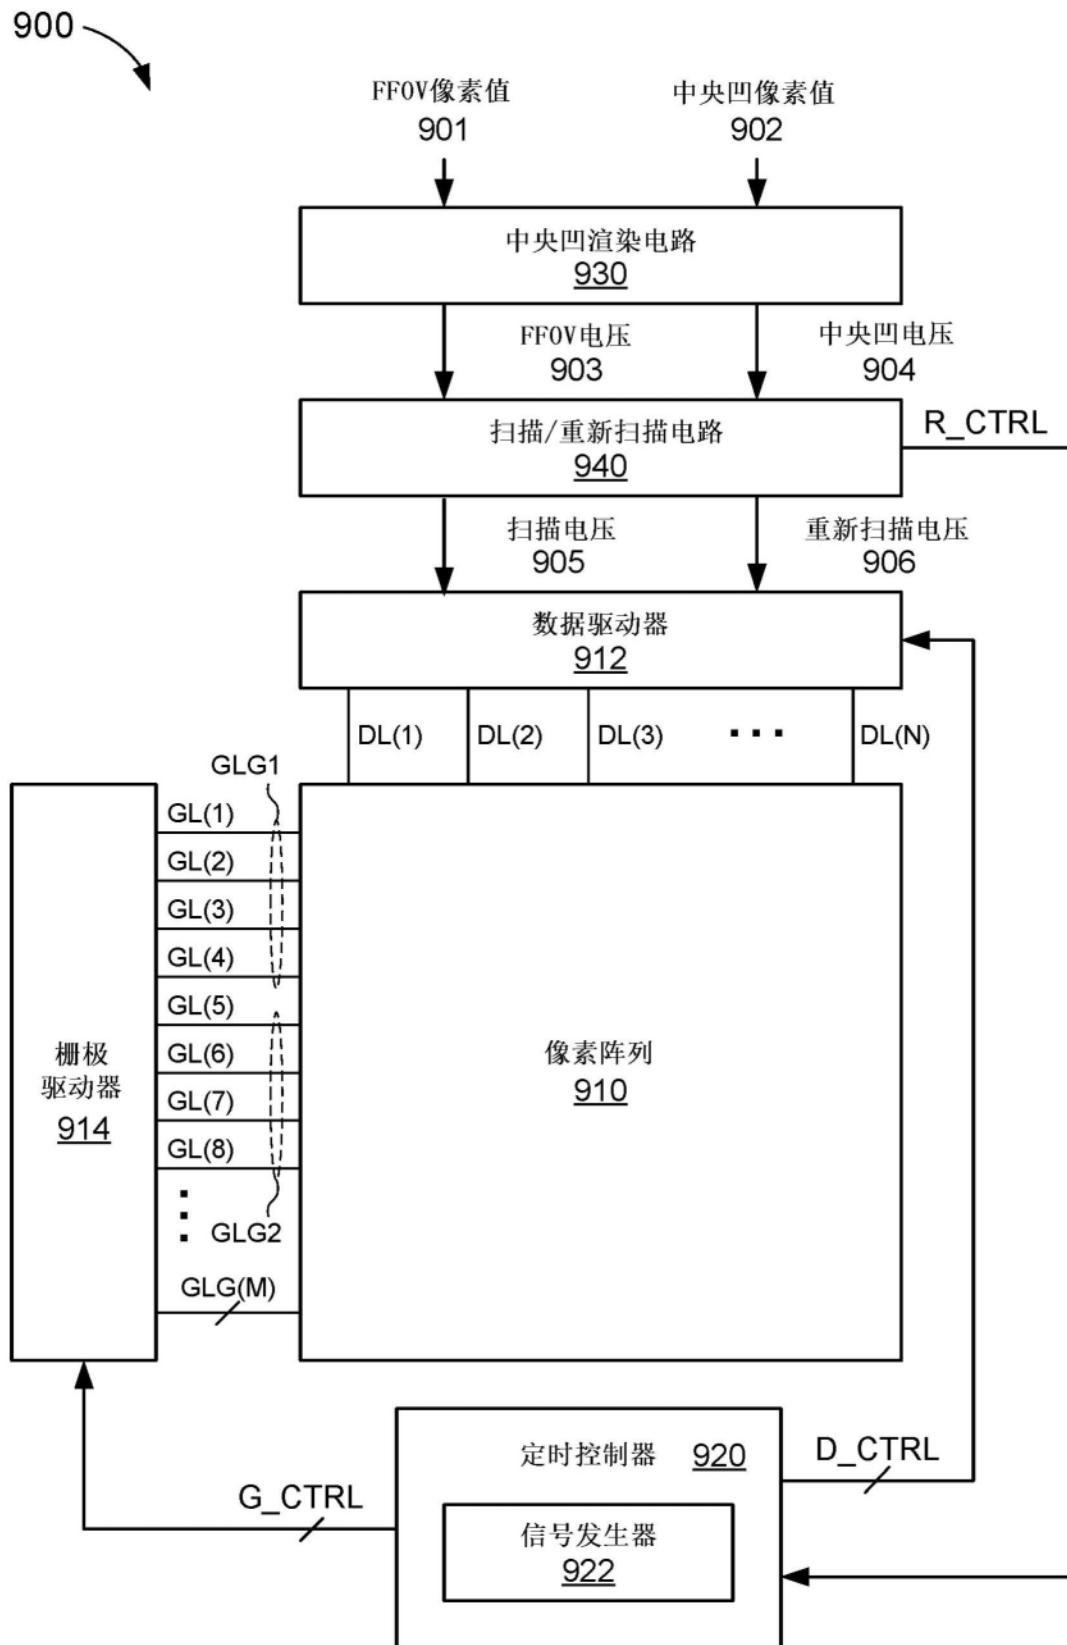 900
FFOV像素值
901
中央凹像素值
902
中央凹渲染电路
930
FFOV电压
903
中央凹电压
904
扫描/重新扫描电路
940
R_CTRL
扫描电压
905
重新扫描电压
906
数据驱动器
912
DL(1)
DL(2)
DL(3)
...
DL(N)
GLG1
GL(1)
GL(2)
GL(3)
GL(4)
GL(5)
GL(6)
GL(7)
GL(8)
GLG2
GLG(M)
栅极
驱动器
914
像素阵列
910
定时控制器 920
D_CTRL
G_CTRL
信号发生器
922